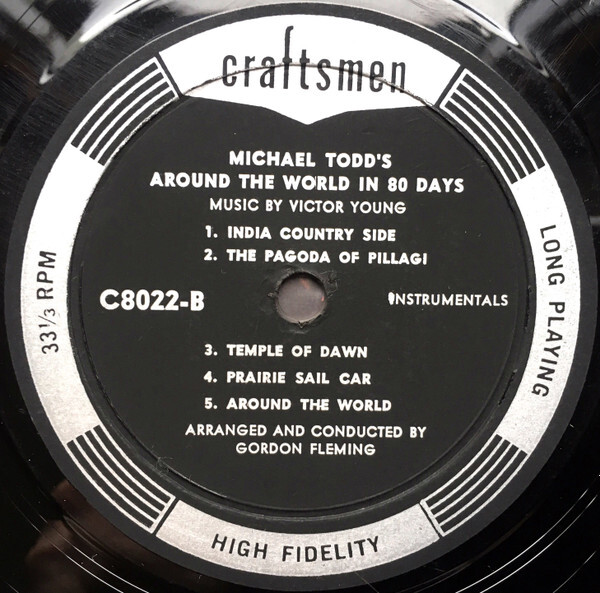 craftsmen
MICHAEL TODD'S
AROUND THE WORLD IN 80 DAYS
MUSIC BY VICTOR YOUNG
1. INDIA COUNTRY SIDE
2. THE PAGODA OF PILLAGI
C8022-B
INSTRUMENTALS
3. TEMPLE OF DAWN
4. PRAIRIE SAIL CAR
5. AROUND THE WORLD
ARRANGED AND CONDUCTED BY
GORDON FLEMING
33 1/3 RPM
LONG PLAYING
HIGH FIDELITY